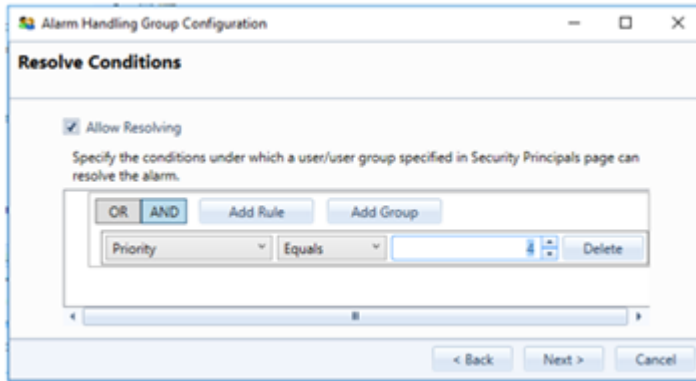 Alarm Handling Group Configuration
Resolve Conditions
Allow Resolving
Specify the conditions under which a user/user group specified in Security Principals page can
resolve the alarm.
OR AND Add Rule Add Group
Priority Equals 4 Delete
< Back Next > Cancel